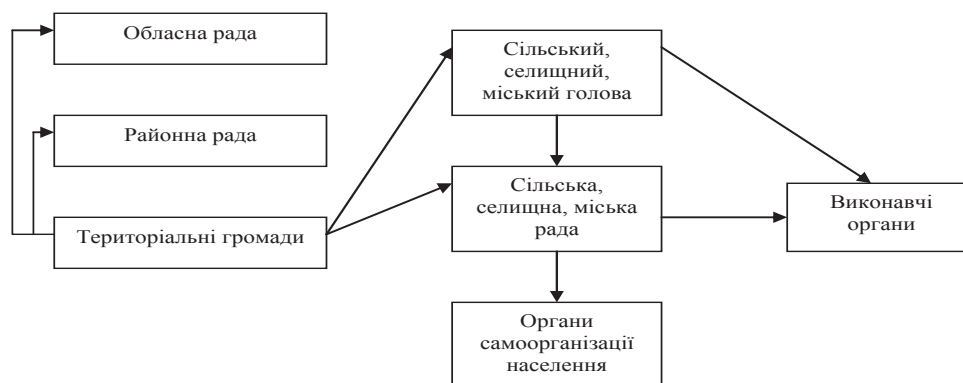 Обласна рада
Районна рада
Територіальні громади
Сільський,
селищний,
міський голова
Сільська,
селищна, міська
рада
Органи
самоорганізації
населення
Виконавчі
органи